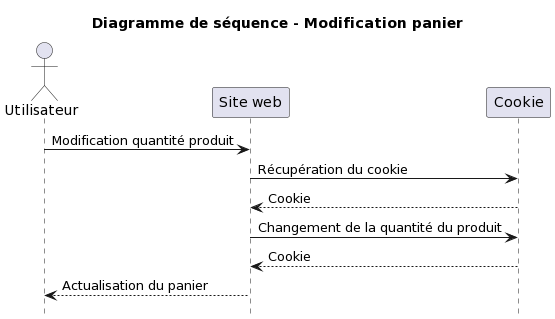 Diagramme de séquence - Modification panier
Utilisateur
Site web
Cookie
Modification quantité produit
Récupération du cookie
Cookie
Changement de la quantité du produit
Cookie
Actualisation du panier